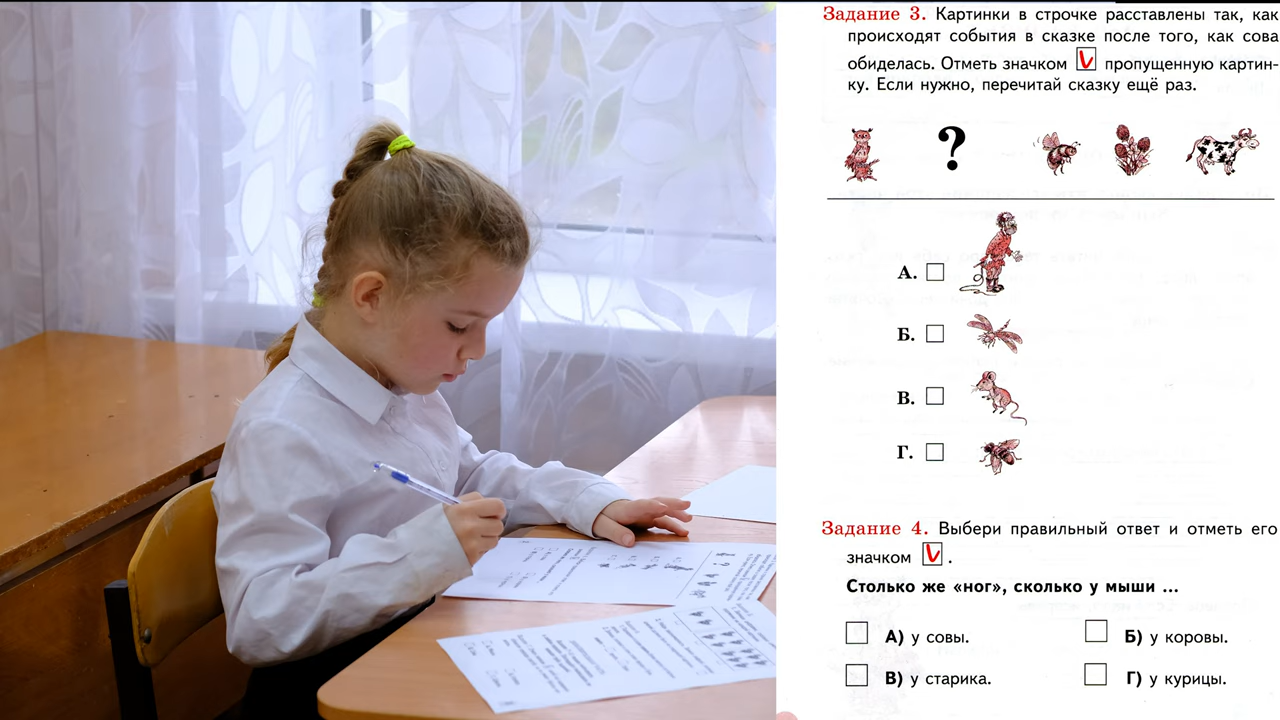 Задание 3. Картинки в строчке расставлены так, как
происходят события в сказке после того, как сова
обиделась. Отметь значком V пропущенную картин-
ку. Если нужно, перечитай сказку ещё раз.
?
А.
Б.
В.
Г.
Задание 4. Выбери правильный ответ и отметь его
значком V .
Столько же «ног», сколько у мыши ...
А) у совы.
Б) у коровы.
В) у старика.
Г) у курицы.